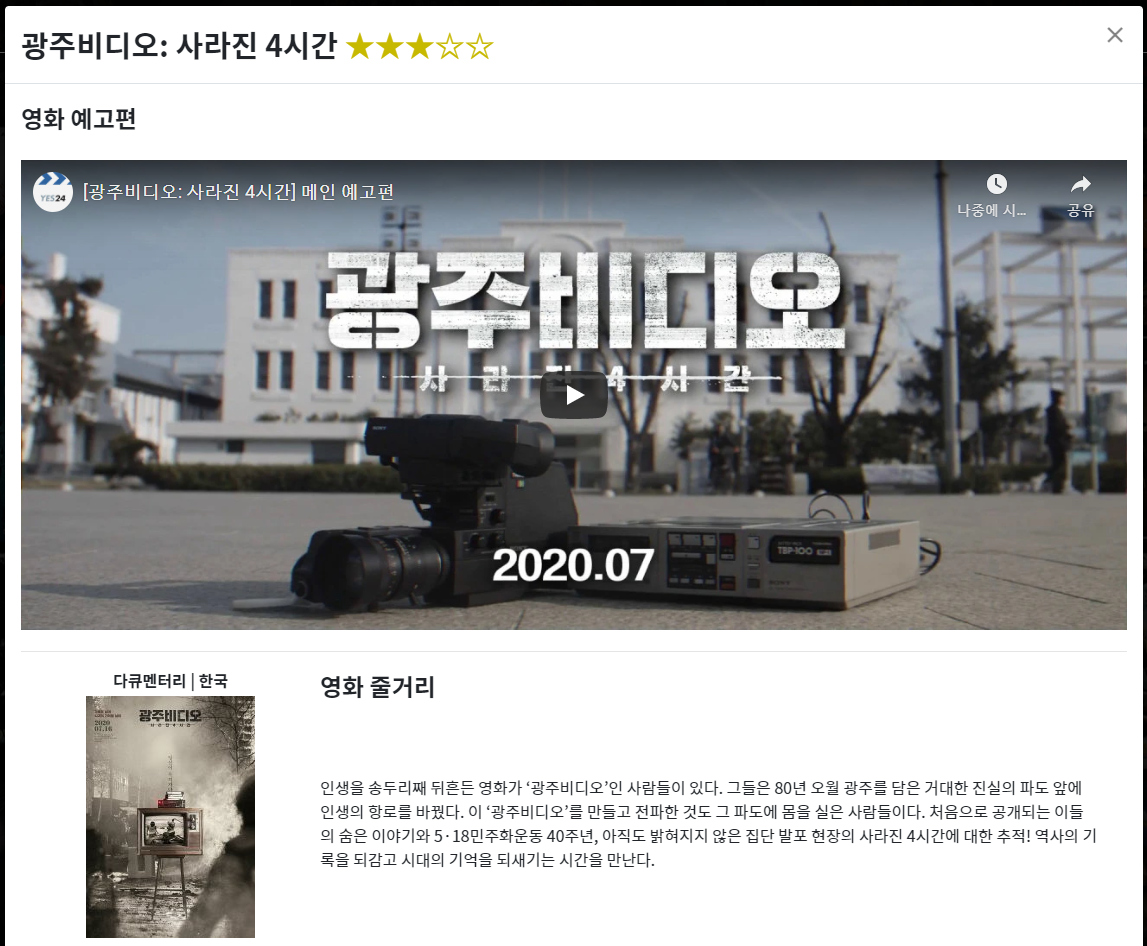 광주비디오: 사라진 4시간 ★★★☆☆
영화 예고편
YES24
[광주비디오: 사라진 4시간] 메인 예고편
나중에 시...
공유
광주비디오
사라진 4시간
SONY
TBP-100
SONY
2020.07
다큐멘터리 | 한국
광주비디오
사라진 4시간
2020
07.16
영화 줄거리
인생을 송두리째 뒤흔든 영화가 ‘광주비디오’인 사람들이 있다. 그들은 80년 오월 광주를 담은 거대한 진실의 파도 앞에
인생의 항로를 바꿨다. 이 ‘광주비디오’를 만들고 전파한 것도 그 파도에 몸을 실은 사람들이다. 처음으로 공개되는 이들
의 숨은 이야기와 5·18민주화운동 40주년, 아직도 밝혀지지 않은 집단 발포 현장의 사라진 4시간에 대한 추적! 역사의 기
록을 되감고 시대의 기억을 되새기는 시간을 만난다.